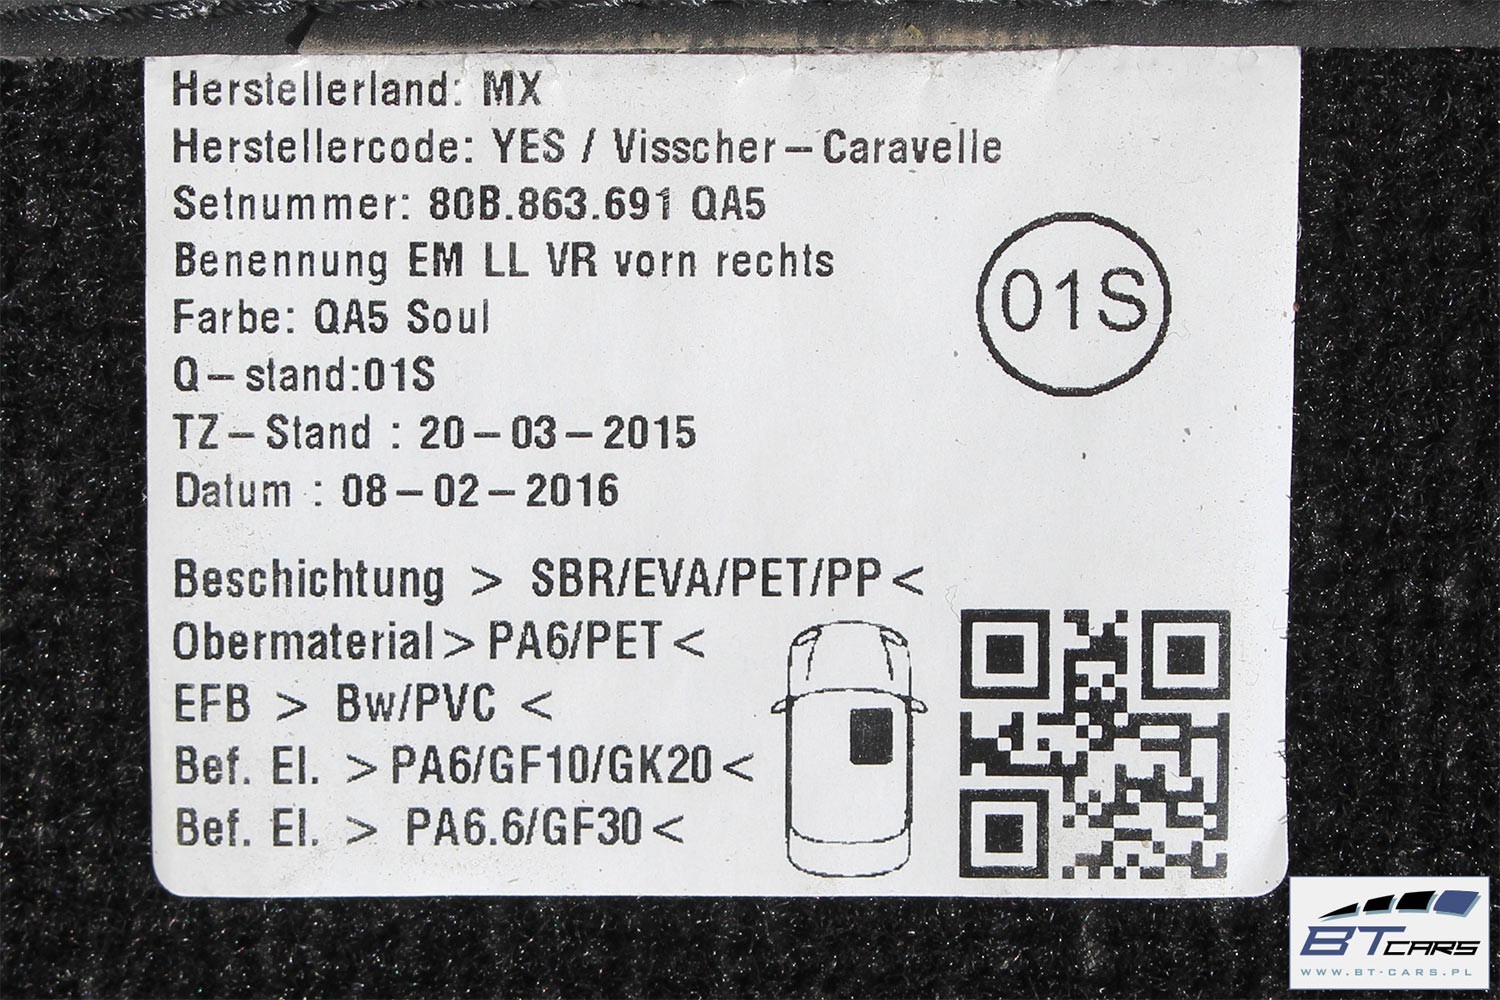 Herstellerland: MX
Herstellercode: YES / Visscher-Caravelle
Setnummer: 80B.863.691 QA5
Benennung EM LL VR vorn rechts
Farbe: QA5 Soul
Q-stand:01S
TZ-Stand : 20-03-2015
Datum : 08-02-2016
01S
Beschichtung > SBR/EVA/PET/PP<
Obermaterial> PA6/PET <
EFB > Bw/PVC <
Bef. El. >PA6/GF10/GK20<
Bef. El. > PA6.6/GF30<
BT CARS
WWW.BT-CARS.PL